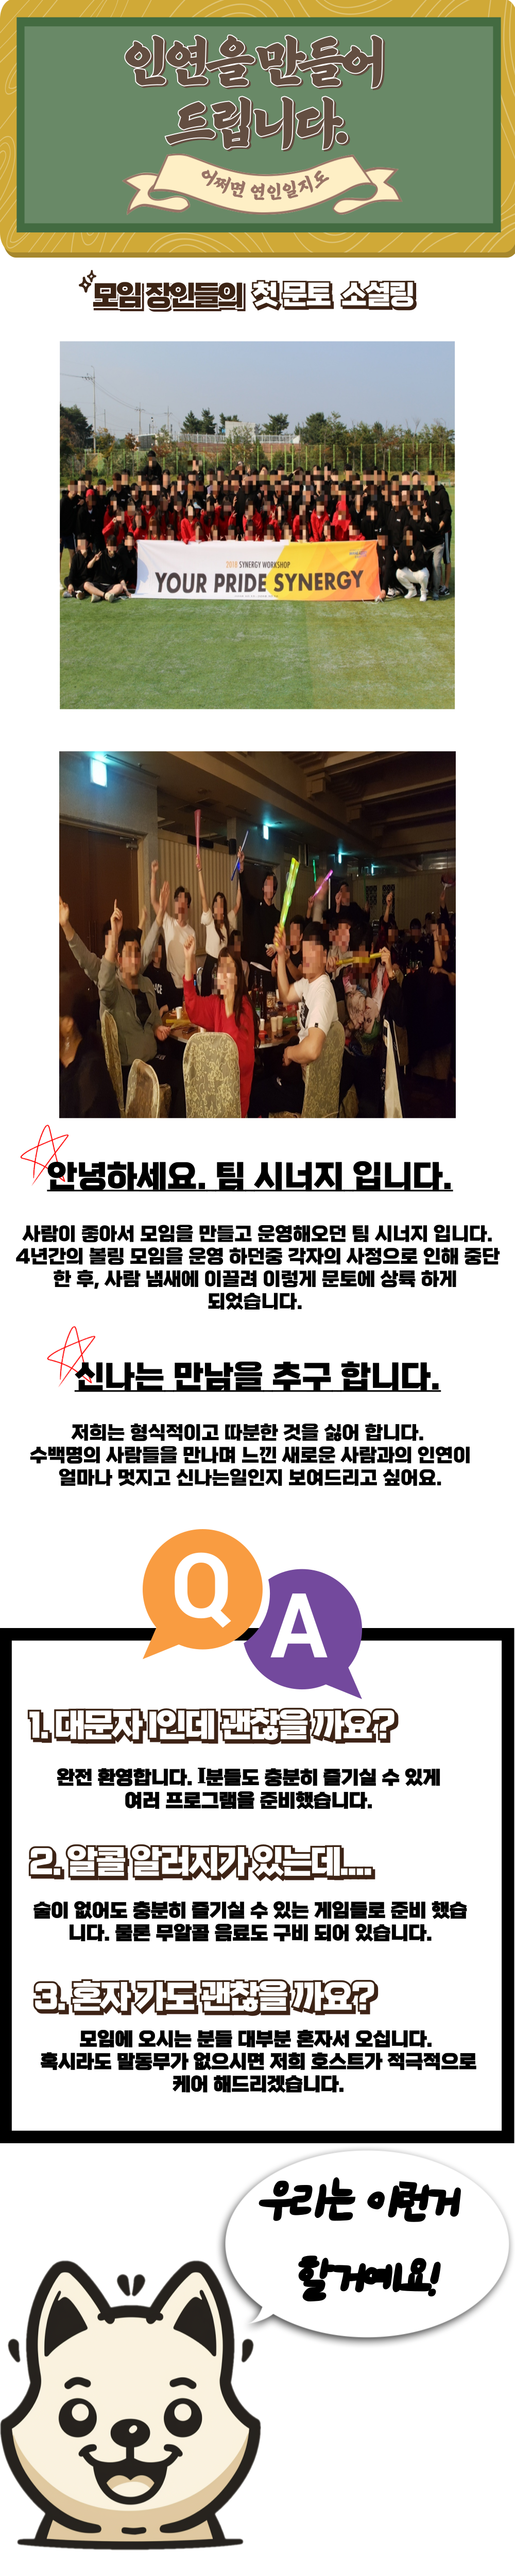 인연을 만들어
드립니다.
어쩌면 연인일지도
모임 장인들의 첫 문토 소셜링
2018 SYNERGY WORKSHOP
YOUR PRIDE SYNERGY
안녕하세요. 팀 시너지 입니다.
사람이 좋아서 모임을 만들고 운영해오던 팀 시너지 입니다.
4년간의 볼링 모임을 운영 하던중 각자의 사정으로 인해 중단
한 후, 사람 냄새에 이끌려 이렇게 문토에 상륙 하게
되었습니다.
신나는 만남을 추구 합니다.
저희는 형식적이고 따분한 것을 싫어 합니다.
수백명의 사람들을 만나며 느낀 새로운 사람과의 인연이
얼마나 멋지고 신나는일인지 보여드리고 싶어요.
Q A
1. 대문자 I인데 괜찮을 까요?
완전 환영합니다. I분들도 충분히 즐기실 수 있게
여러 프로그램을 준비했습니다.
2. 알콜 알러지가 있는데....
술이 없어도 충분히 즐기실 수 있는 게임들로 준비 했습
니다. 물론 무알콜 음료도 구비 되어 있습니다.
3. 혼자 가도 괜찮을 까요?
모임에 오시는 분들 대부분 혼자서 오십니다.
혹시라도 말동무가 없으시면 저희 호스트가 적극적으로
케어 해드리겠습니다.
우리는 이런거
할거예요!